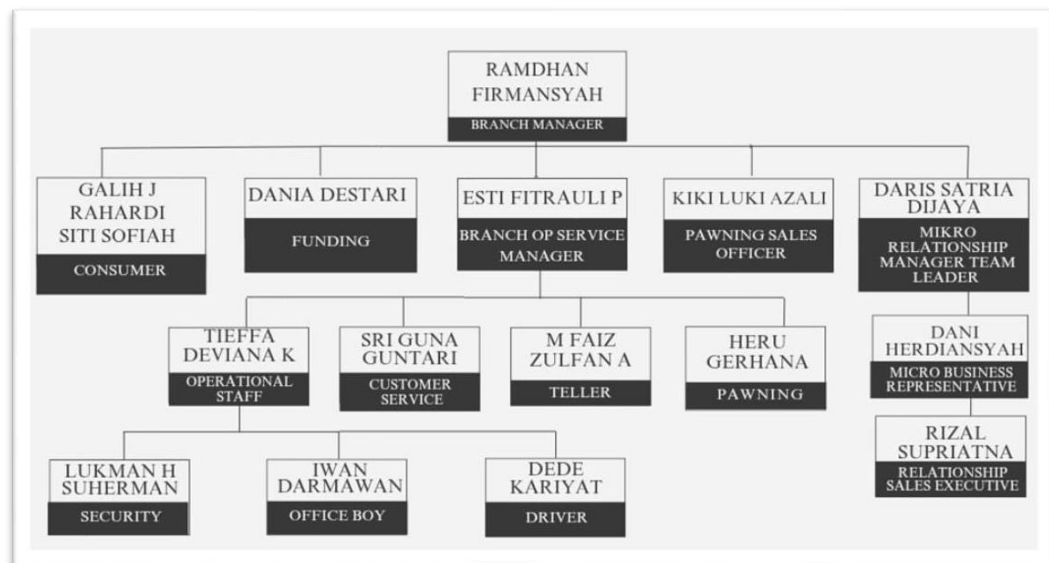 RAMDHAN
FIRMANSYAH
BRANCH MANAGER
GALIH J
RAHARDI
SITI SOFIAH
CONSUMER
DANIA DESTARI
FUNDING
ESTI FITRAULI P
BRANCH OP SERVICE
MANAGER
KIKI LUKI AZALI
PAWNING SALES
OFFICER
DARIS SATRIA
DIJAYA
MIKRO
RELATIONSHIP
MANAGER TEAM
LEADER
TIEFFA
DEVIANA K
OPERATIONAL
STAFF
SRI GUNA
GUNTARI
CUSTOMER
SERVICE
M FAIZ
ZULFAN A
TELLER
HERU
GERHANA
PAWNING
DANI
HERDIANSYAH
MICRO BUSINESS
REPRESENTATIVE
LUKMAN H
SUHERMAN
SECURITY
IWAN
DARMAWAN
OFFICE BOY
DEDE
KARIYAT
DRIVER
RIZAL
SUPRIATNA
RELATIONSHIP
SALES EXECUTIVE